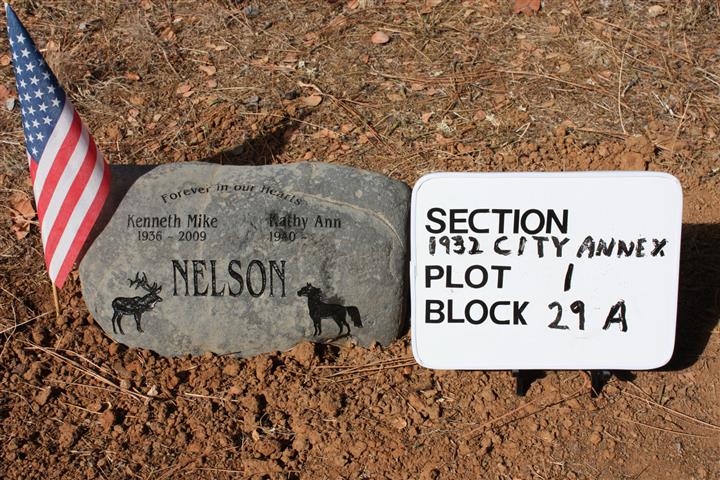 Forever in our Hearts
Kenneth Mike
1936 - 2009
Kathy Ann
1940 -
NELSON
SECTION
1932 CITY ANNEX
PLOT 1
BLOCK 29 A